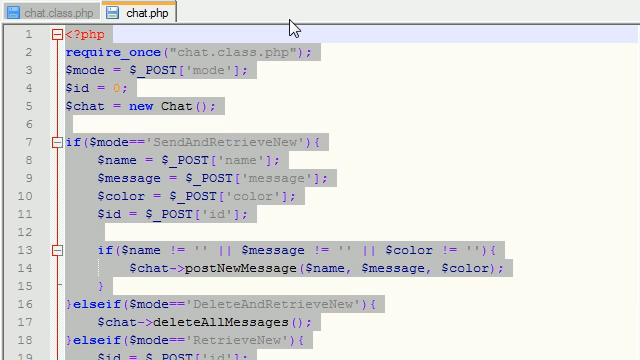 chat.class.php chat.php
1 <?php
2 require_once("chat.class.php");
3 $mode = $_POST['mode'];
4 $id = 0;
5 $chat = new Chat();
6
7 if($mode=='SendAndRetrieveNew'){
8 $name = $_POST['name'];
9 $message = $_POST['message'];
10 $color = $_POST['color'];
11 $id = $_POST['id'];
12
13 if($name != '' || $message != '' || $color != ''){
14 $chat->postNewMessage($name, $message, $color);
15 }
16 }elseif($mode=='DeleteAndRetrieveNew'){
17 $chat->deleteAllMessages();
18 }elseif($mode=='RetrieveNew'){
19 $id = $_POST['id'];